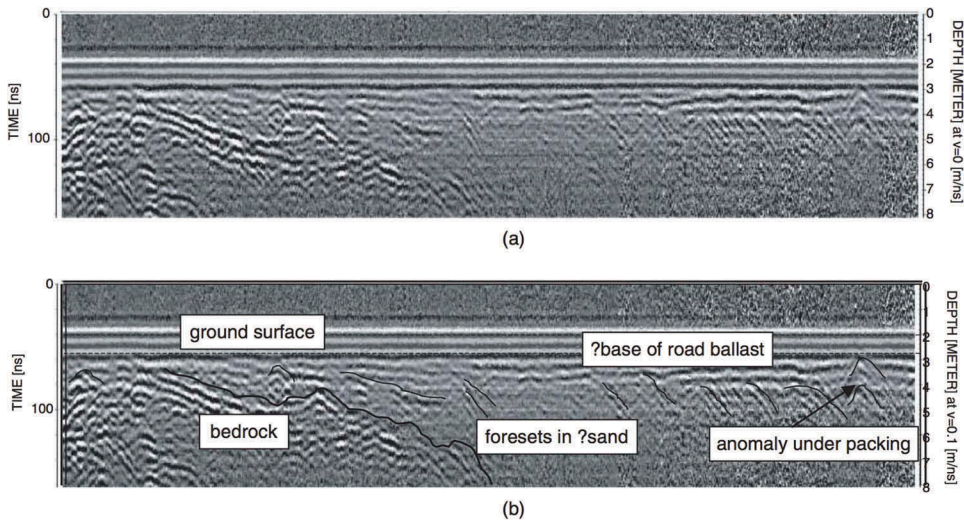 0
100
TIME [ns]
0
1
2
3
4
5
6
7
8
DEPTH [METER] at v=0 [m/ns]
(a)
0
100
TIME [ns]
ground surface
?base of road ballast
bedrock
foresets in ?sand
anomaly under packing
0
1
2
3
4
5
6
7
8
DEPTH [METER] at v=0.1 [m/ns]
(b)